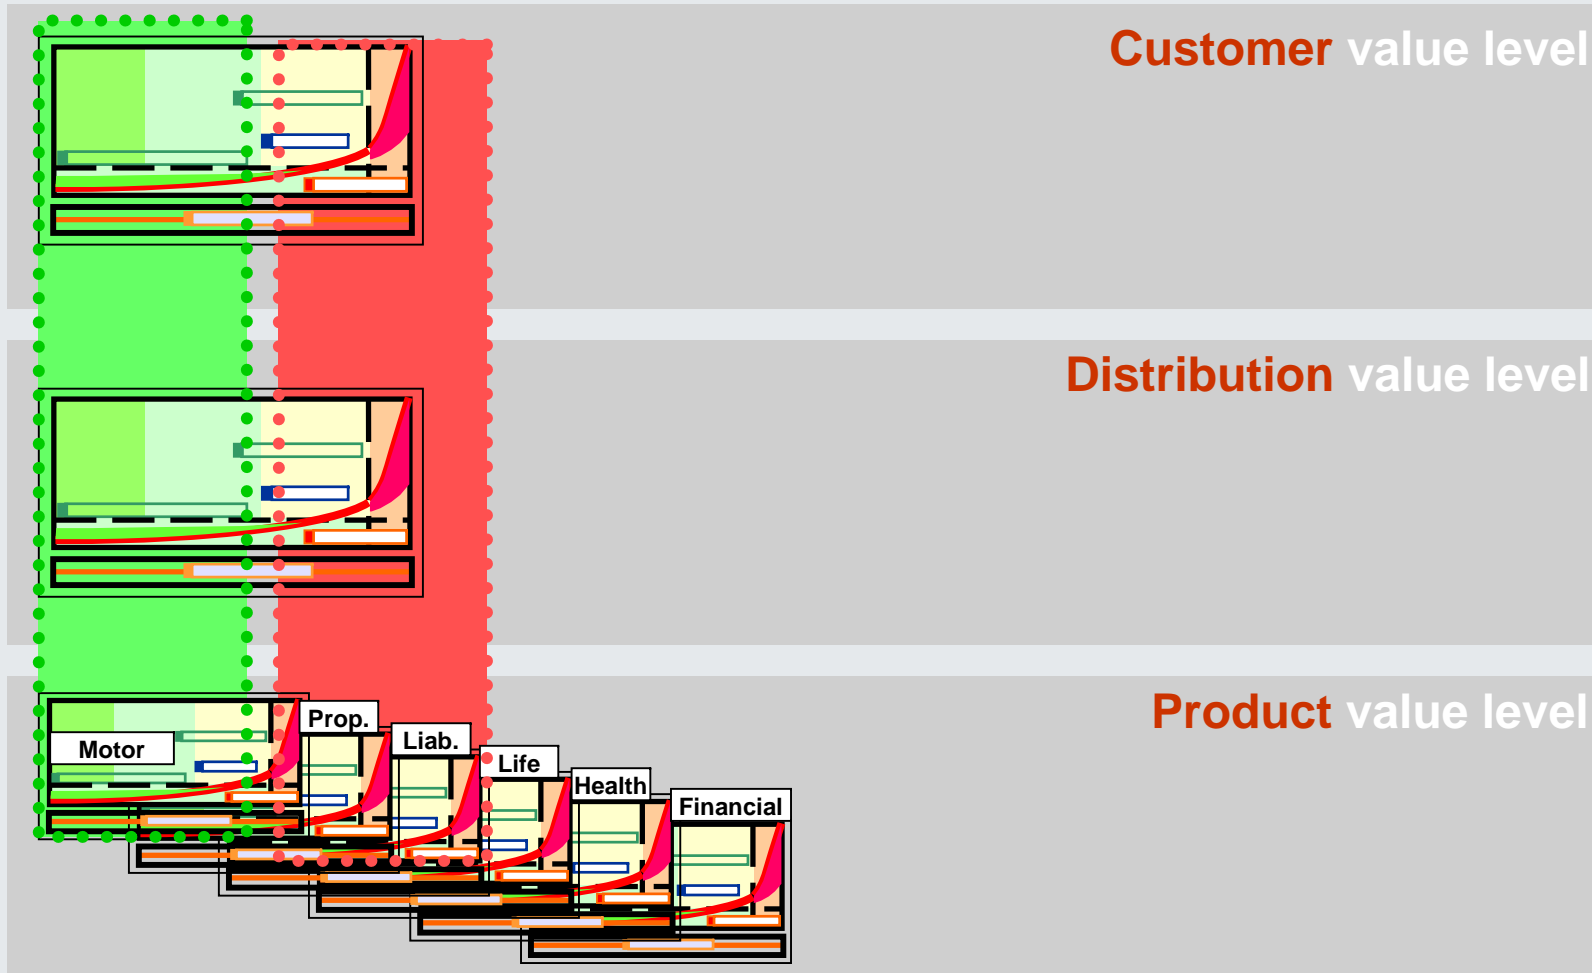 Customer value level
Distribution value level
Product value level
Motor
Prop.
Liab.
Life
Health
Financial